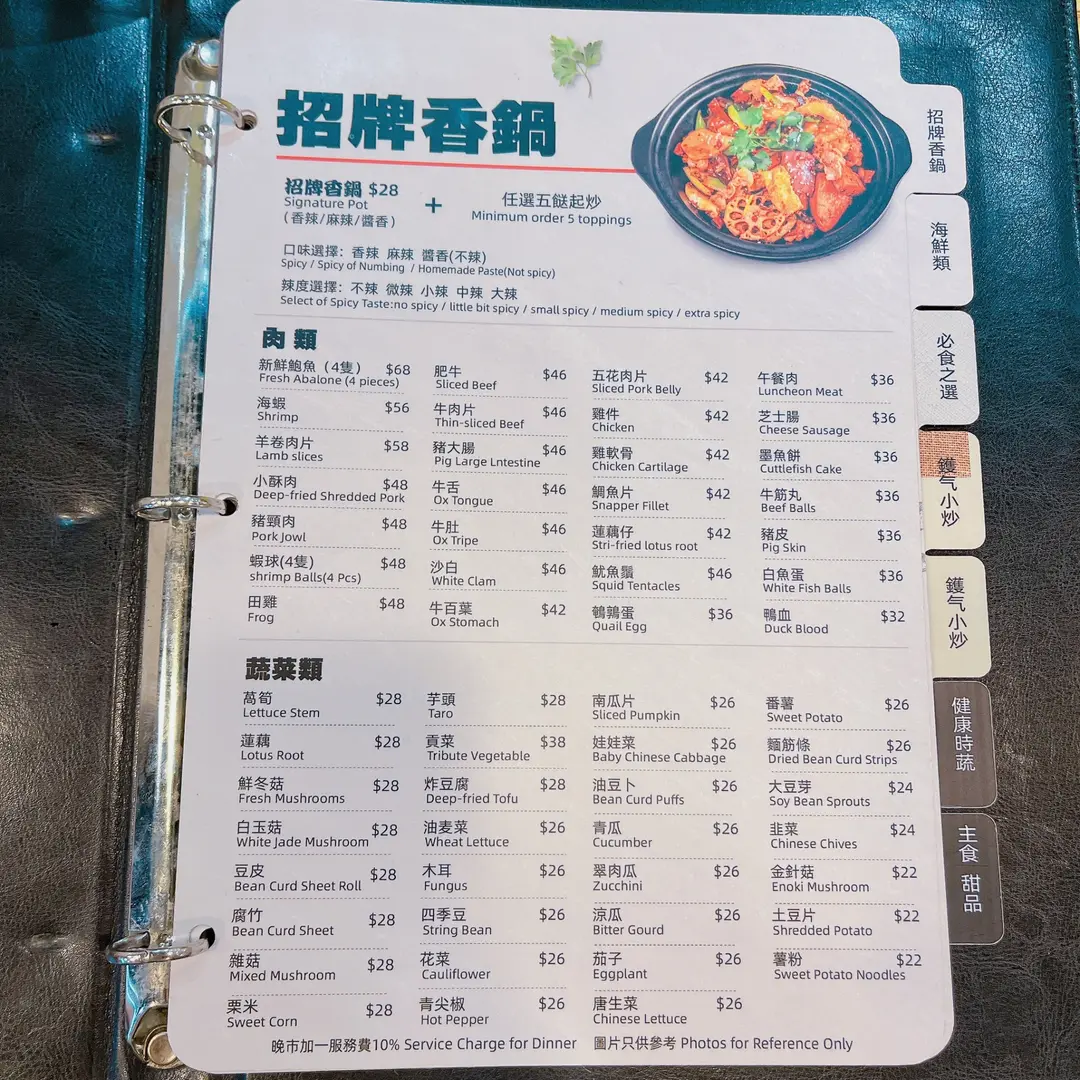 招牌香鍋
招牌香鍋 $28
Signature Pot
(香辣/麻辣/醬香)
+
任選五餸起炒
Minimum order 5 toppings
口味選擇：香辣 麻辣 醬香(不辣)
Spicy / Spicy of Numbing / Homemade Paste(Not spicy)
辣度選擇：不辣 微辣 小辣 中辣 大辣
Select of Spicy Taste:no spicy / little bit spicy / small spicy / medium spicy / extra spicy
肉類
新鮮鮑魚（4隻） $68
Fresh Abalone (4 pieces)
海蝦 $56
Shrimp
羊卷肉片 $58
Lamb slices
小酥肉 $48
Deep-fried Shredded Pork
豬頸肉 $48
Pork Jowl
蝦球(4隻) $48
shrimp Balls(4 Pcs)
田雞 $48
Frog
肥牛 $46
Sliced Beef
牛肉片 $46
Thin-sliced Beef
豬大腸 $46
Pig Large Lntestine
牛舌 $46
Ox Tongue
牛肚 $46
Ox Tripe
沙白 $46
White Clam
牛百葉 $42
Ox Stomach
五花肉片 $42
Sliced Pork Belly
雞件 $42
Chicken
雞軟骨 $42
Chicken Cartilage
鯛魚片 $42
Snapper Fillet
蓮藕仔 $42
Stri-fried lotus root
魷魚鬚 $46
Squid Tentacles
鵪鶉蛋 $36
Quail Egg
午餐肉 $36
Luncheon Meat
芝士腸 $36
Cheese Sausage
墨魚餅 $36
Cuttlefish Cake
牛筋丸 $36
Beef Balls
豬皮 $36
Pig Skin
白魚蛋 $36
White Fish Balls
鴨血 $32
Duck Blood
蔬菜類
萵筍 $28
Lettuce Stem
蓮藕 $28
Lotus Root
鮮冬菇 $28
Fresh Mushrooms
白玉菇 $28
White Jade Mushroom
豆皮 $28
Bean Curd Sheet Roll
腐竹 $28
Bean Curd Sheet
雜菇 $28
Mixed Mushroom
栗米 $28
Sweet Corn
芋頭 $28
Taro
貢菜 $38
Tribute Vegetable
炸豆腐 $28
Deep-fried Tofu
油麦菜 $26
Wheat Lettuce
木耳 $26
Fungus
四季豆 $26
String Bean
花菜 $26
Cauliflower
青尖椒 $26
Hot Pepper
南瓜片 $26
Sliced Pumpkin
娃娃菜 $26
Baby Chinese Cabbage
油豆卜 $26
Bean Curd Puffs
青瓜 $26
Cucumber
翠肉瓜 $26
Zucchini
涼瓜 $26
Bitter Gourd
茄子 $26
Eggplant
唐生菜 $26
Chinese Lettuce
番薯 $26
Sweet Potato
麵筋條 $26
Dried Bean Curd Strips
大豆芽 $24
Soy Bean Sprouts
韭菜 $24
Chinese Chives
金針菇 $22
Enoki Mushroom
土豆片 $22
Shredded Potato
薯粉 $22
Sweet Potato Noodles
晚市加一服務費10% Service Charge for Dinner 圖片只供參考 Photos for Reference Only
招牌香鍋
海鮮類
必食之選
鑊气小炒
鑊气小炒
健康時蔬
主食 甜品